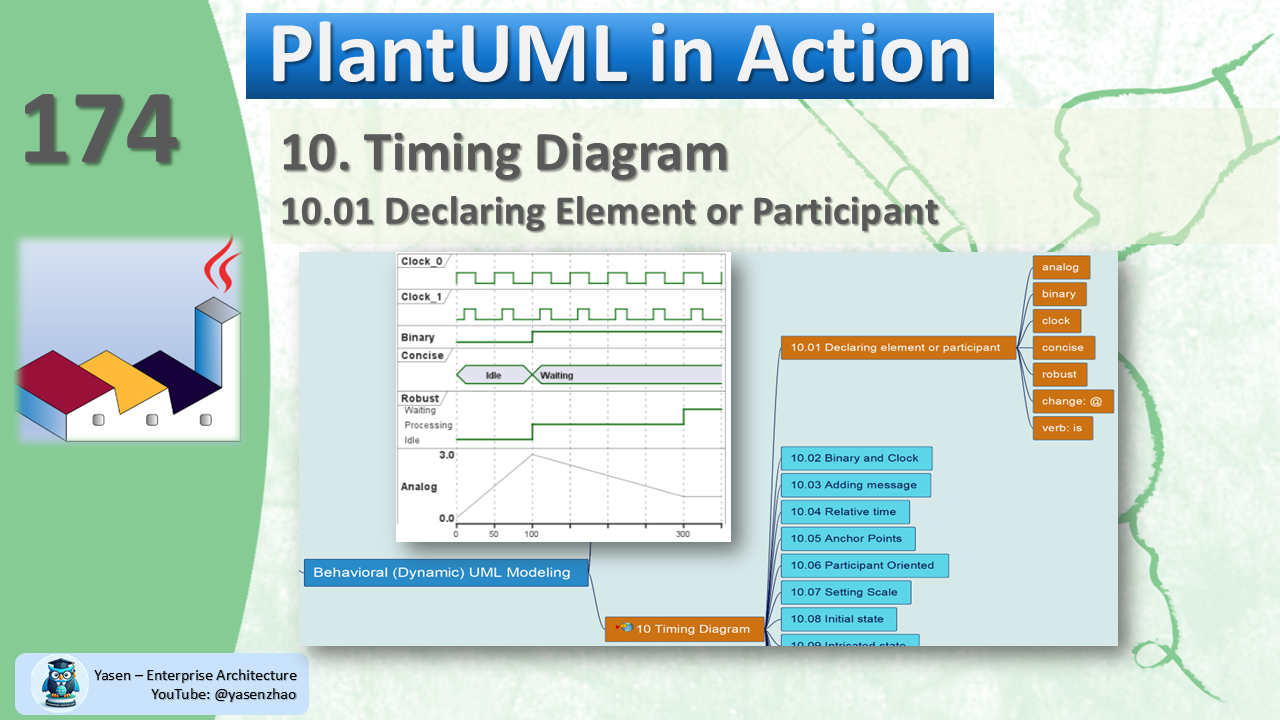 PlantUML in Action
174
10. Timing Diagram
10.01 Declaring Element or Participant
Clock_0
Clock_1
Binary
Concise
Idle
Waiting
Robust
Waiting
Processing
Idle
3.0
Analog
0.0
0 50 100 300
analog
binary
clock
10.01 Declaring element or participant
concise
robust
change: @
verb: is
10.02 Binary and Clock
10.03 Adding message
10.04 Relative time
10.05 Anchor Points
10.06 Participant Oriented
10.07 Setting Scale
10.08 Initial state
10.09 Intricated state
Behavioral (Dynamic) UML Modeling
10 Timing Diagram
Yasen – Enterprise Architecture
YouTube: @yasenzhao